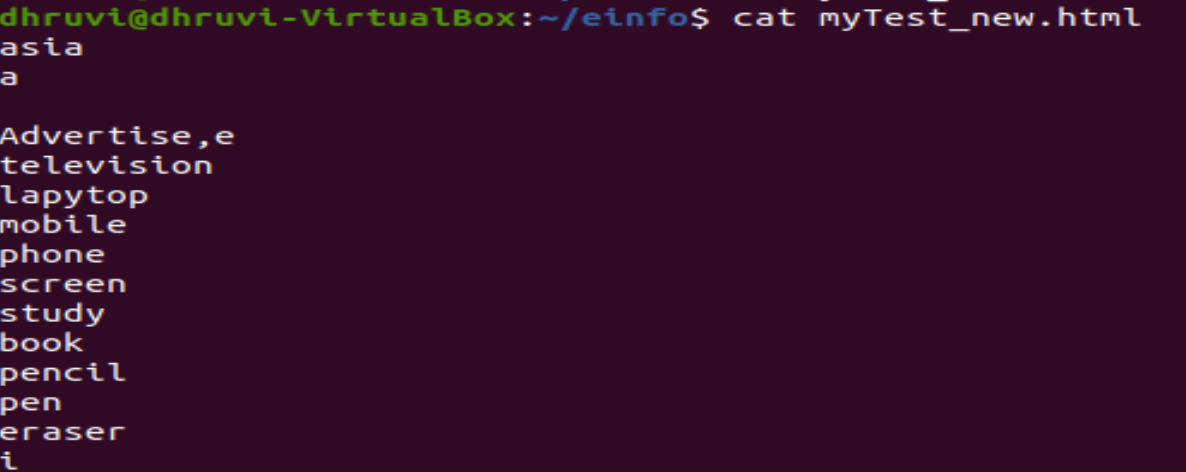 dhruvi@dhruvi-VirtualBox:~/einfo$ cat myTest_new.html
asia
a

Advertise,e
television
lapytop
mobile
phone
screen
study
book
pencil
pen
eraser
i